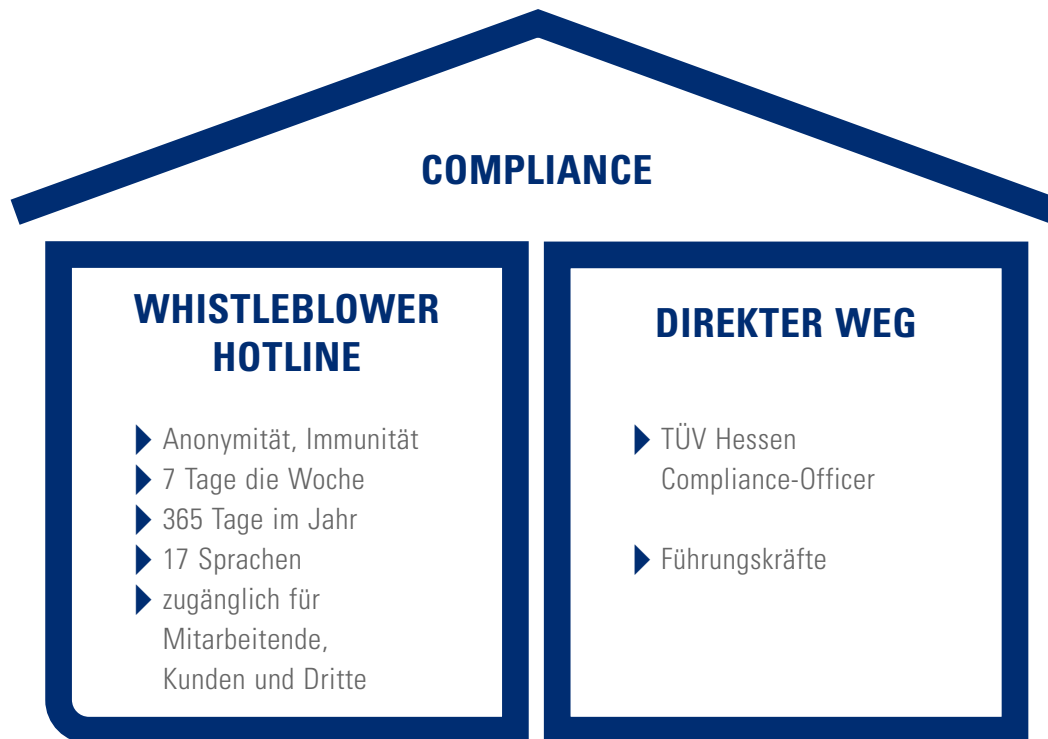 COMPLIANCE
WHISTLEBLOWER
HOTLINE
Anonymität, Immunität
7 Tage die Woche
365 Tage im Jahr
17 Sprachen
zugänglich für
Mitarbeitende,
Kunden und Dritte
DIREKTER WEG
TÜV Hessen
Compliance-Officer
Führungskräfte